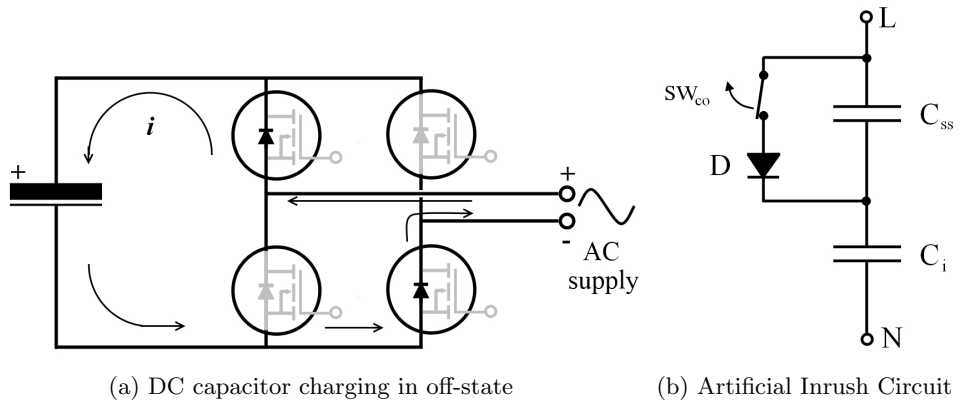 +
i
+
-
AC
supply
(a) DC capacitor charging in off-state
L
SWco
Css
D
Ci
N
(b) Artificial Inrush Circuit